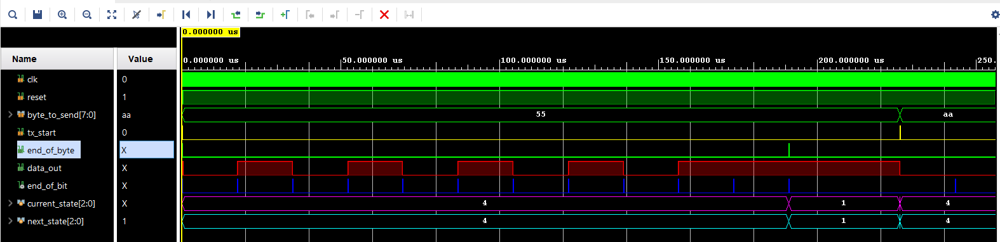 0.000000 us
0.000000 us 50.000000 us 100.000000 us 150.000000 us 200.000000 us 250.
Name Value
clk 0
reset 1
byte_to_send[7:0] aa 55 aa
tx_start 0
end_of_byte X
data_out X
end_of_bit X
current_state[2:0] X 4 1 4
next_state[2:0] 1 4 1 4